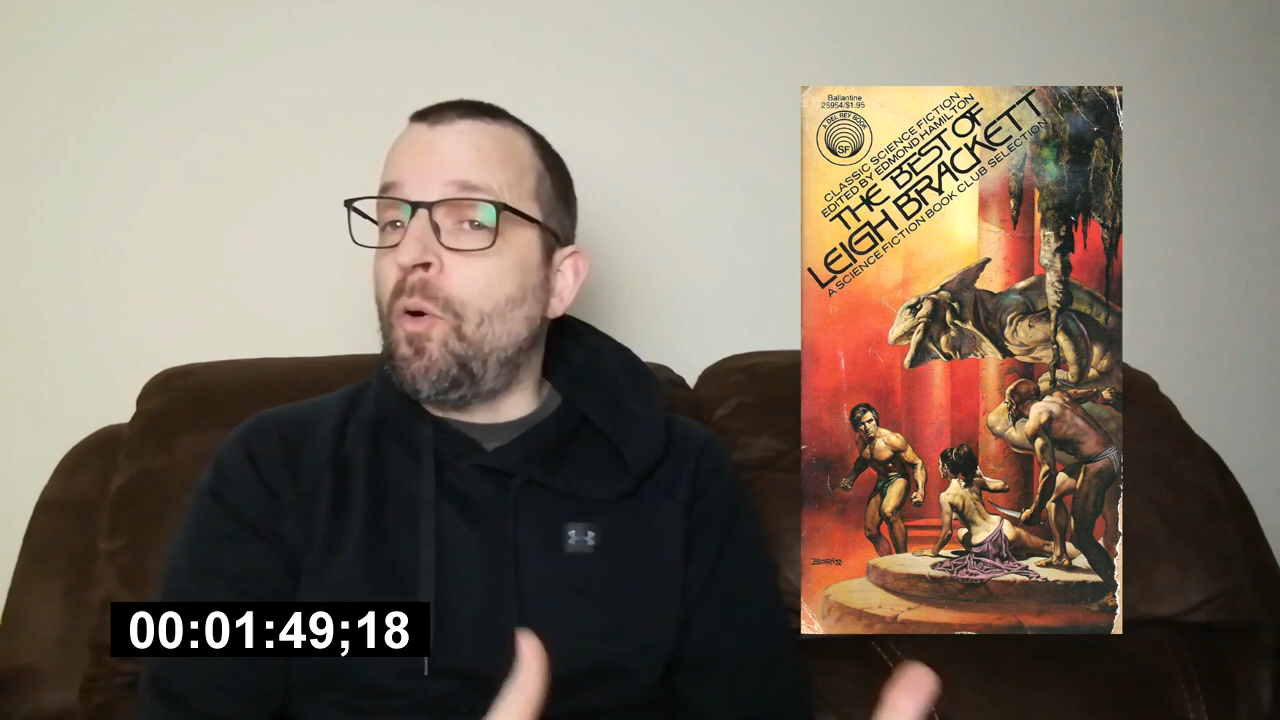 Ballantine
25954/$1.95
A DEL REY BOOK
SF
CLASSIC SCIENCE FICTION
EDITED BY EDMOND HAMILTON
THE BEST OF
LEIGH BRACKETT
A SCIENCE FICTION BOOK CLUB SELECTION
BORIS
00:01:49;18